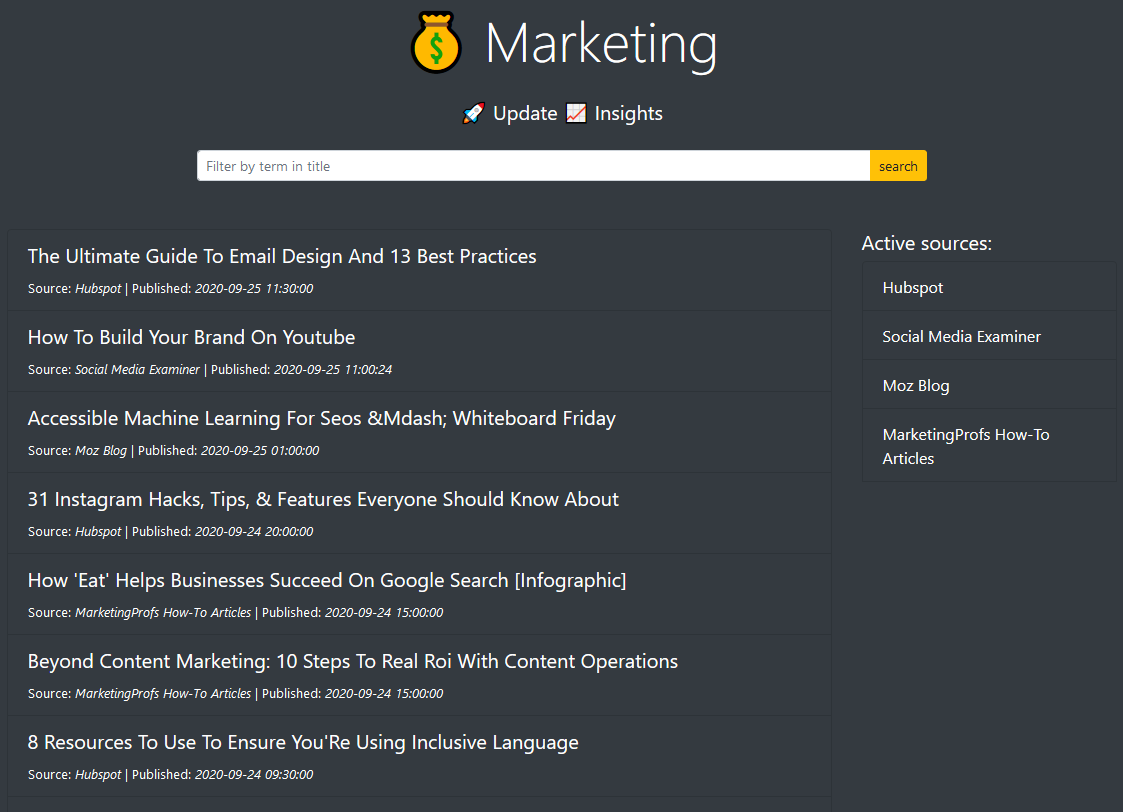 Marketing
🚀 Update 📈 Insights
Filter by term in title
search
The Ultimate Guide To Email Design And 13 Best Practices
Source: Hubspot | Published: 2020-09-25 11:30:00
How To Build Your Brand On Youtube
Source: Social Media Examiner | Published: 2020-09-25 11:00:24
Accessible Machine Learning For Seos &Mdash; Whiteboard Friday
Source: Moz Blog | Published: 2020-09-25 01:00:00
31 Instagram Hacks, Tips, & Features Everyone Should Know About
Source: Hubspot | Published: 2020-09-24 20:00:00
How 'Eat' Helps Businesses Succeed On Google Search [Infographic]
Source: MarketingProfs How-To Articles | Published: 2020-09-24 15:00:00
Beyond Content Marketing: 10 Steps To Real Roi With Content Operations
Source: MarketingProfs How-To Articles | Published: 2020-09-24 15:00:00
8 Resources To Use To Ensure You'Re Using Inclusive Language
Source: Hubspot | Published: 2020-09-24 09:30:00
Active sources:
Hubspot
Social Media Examiner
Moz Blog
MarketingProfs How-To
Articles